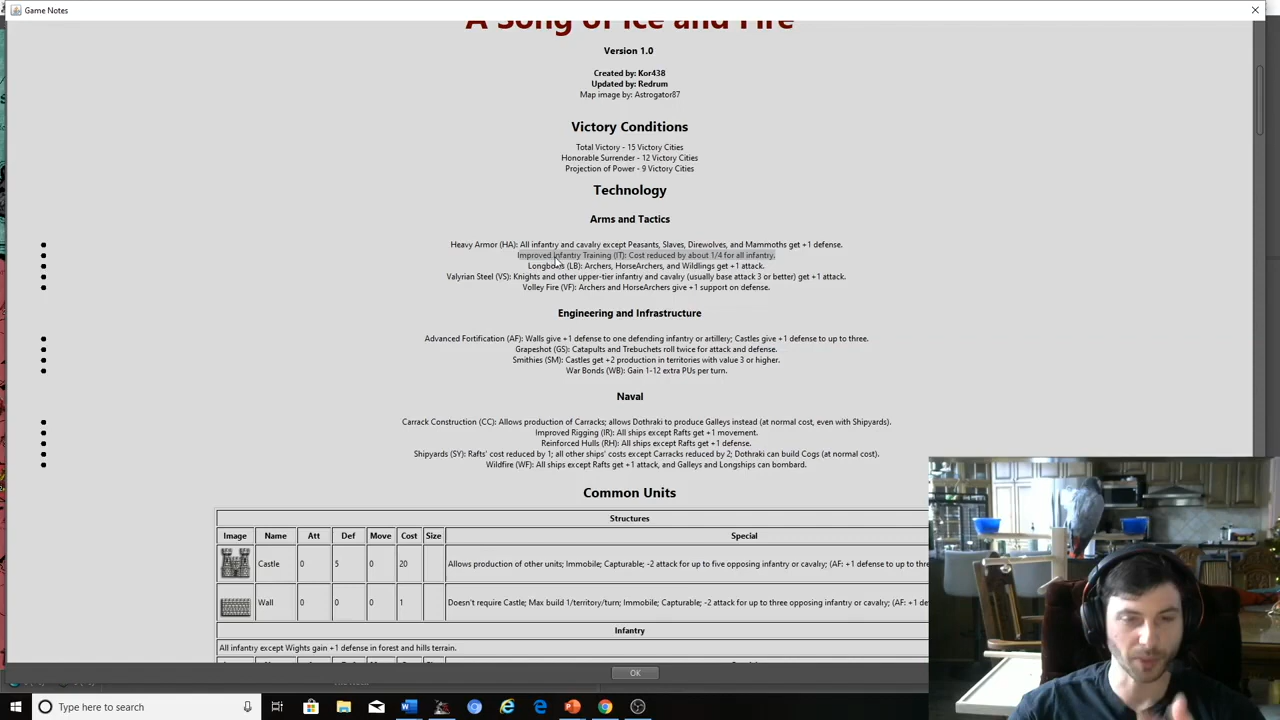 Game Notes
A Song of Ice and Fire
Version 1.0
Created by: Kor438
Updated by: Redrum
Map image by: Astrogator87
Victory Conditions
Total Victory - 15 Victory Cities
Honorable Surrender - 12 Victory Cities
Projection of Power - 9 Victory Cities
Technology
Arms and Tactics
Heavy Armor (HA): All infantry and cavalry except Peasants, Slaves, Direwolves, and Mammoths get +1 defense.
Improved Infantry Training (IT): Cost reduced by about 1/4 for all infantry.
Longbows (LB): Archers, HorseArchers, and Wildlings get +1 attack.
Valyrian Steel (VS): Knights and other upper-tier infantry and cavalry (usually base attack 3 or better) get +1 attack.
Volley Fire (VF): Archers and HorseArchers give +1 support on defense.
Engineering and Infrastructure
Advanced Fortification (AF): Walls give +1 defense to one defending infantry or artillery; Castles give +1 defense to up to three.
Grapeshot (GS): Catapults and Trebuchets roll twice for attack and defense.
Smithies (SM): Castles get +2 production in territories with value 3 or higher.
War Bonds (WB): Gain 1-12 extra PUs per turn.
Naval
Carrack Construction (CC): Allows production of Carracks; allows Dothraki to produce Galleys instead (at normal cost, even with Shipyards).
Improved Rigging (IR): All ships except Rafts get +1 movement.
Reinforced Hulls (RH): All ships except Rafts get +1 defense.
Shipyards (SY): Rafts' cost reduced by 1; all other ships' costs except Carracks reduced by 2; Dothraki can build Cogs (at normal cost).
Wildfire (WF): All ships except Rafts get +1 attack, and Galleys and Longships can bombard.
Common Units
Structures
Image Name Att Def Move Cost Size Special
Castle 0 5 0 20 Allows production of other units; Immobile; Capturable; -2 attack for up to five opposing infantry or cavalry; (AF: +1 defense to up to thre
Wall 0 0 0 1 Doesn't require Castle; Max build 1/territory/turn; Immobile; Capturable; -2 attack for up to three opposing infantry or cavalry; (AF: +1 de
Infantry
All infantry except Wights gain +1 defense in forest and hills terrain.
OK
Type here to search